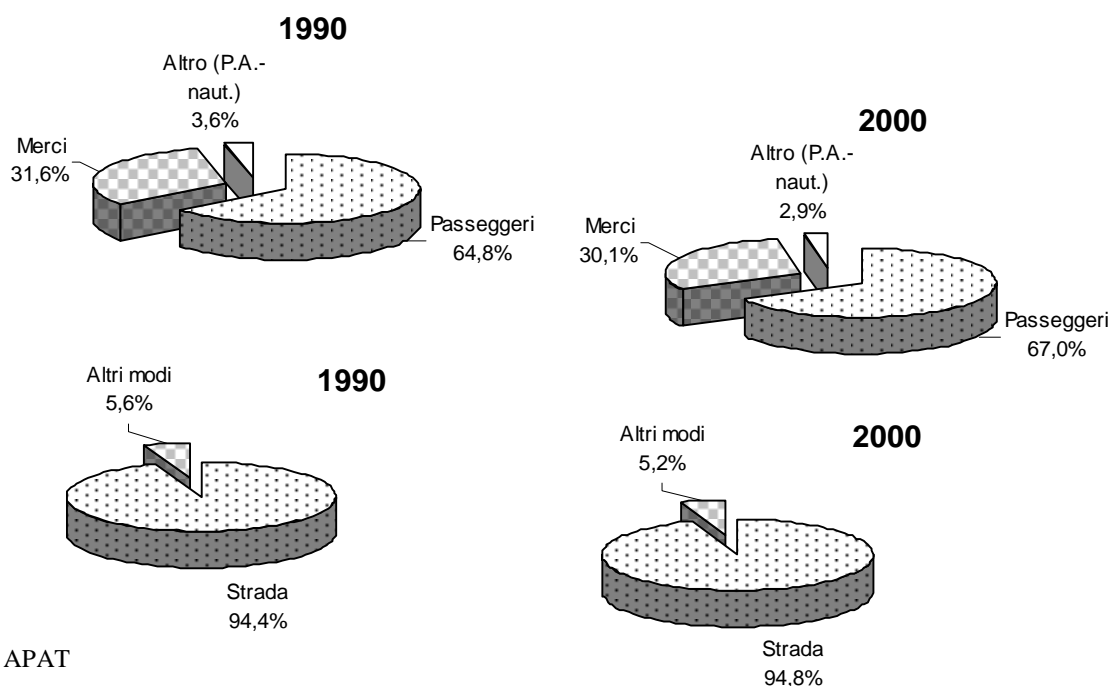 1990
Altro (P.A.-
naut.)
3,6%
Merci
31,6%
Passeggeri
64,8%
2000
Altro (P.A.-
naut.)
2,9%
Merci
30,1%
Passeggeri
67,0%
1990
Altri modi
5,6%
Strada
94,4%
2000
Altri modi
5,2%
Strada
94,8%
APAT